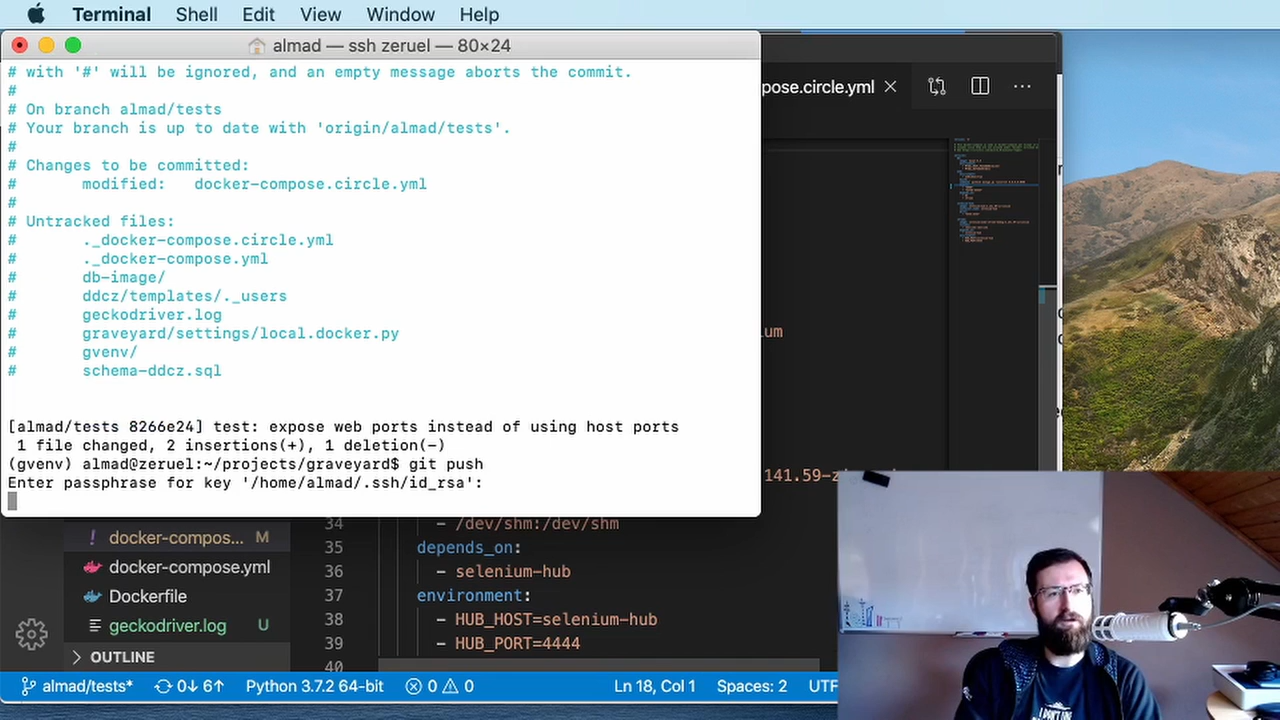 Terminal Shell Edit View Window Help
almad — ssh zeruel — 80×24
# with '#' will be ignored, and an empty message aborts the commit.
#
# On branch almad/tests
# Your branch is up to date with 'origin/almad/tests'.
#
# Changes to be committed:
# modified: docker-compose.circle.yml
#
# Untracked files:
# ._docker-compose.circle.yml
# ._docker-compose.yml
# db-image/
# ddcz/templates/._users
# geckodriver.log
# graveyard/settings/local.docker.py
# gvenv/
# schema-ddcz.sql
[almad/tests 8266e24] test: expose web ports instead of using host ports
1 file changed, 2 insertions(+), 1 deletion(-)
(gvenv) almad@zeruel:~/projects/graveyard$ git push
Enter passphrase for key '/home/almad/.ssh/id_rsa':
pose.circle.yml
ium
141.59-z
34 - /dev/shm:/dev/shm
35 depends_on:
36 - selenium-hub
37 environment:
38 - HUB_HOST=selenium-hub
39 - HUB_PORT=4444
40
! docker-compos... M
docker-compose.yml
Dockerfile
geckodriver.log U
OUTLINE
almad/tests* 0↓ 6↑ Python 3.7.2 64-bit 0 0 Ln 18, Col 1 Spaces: 2 UTF